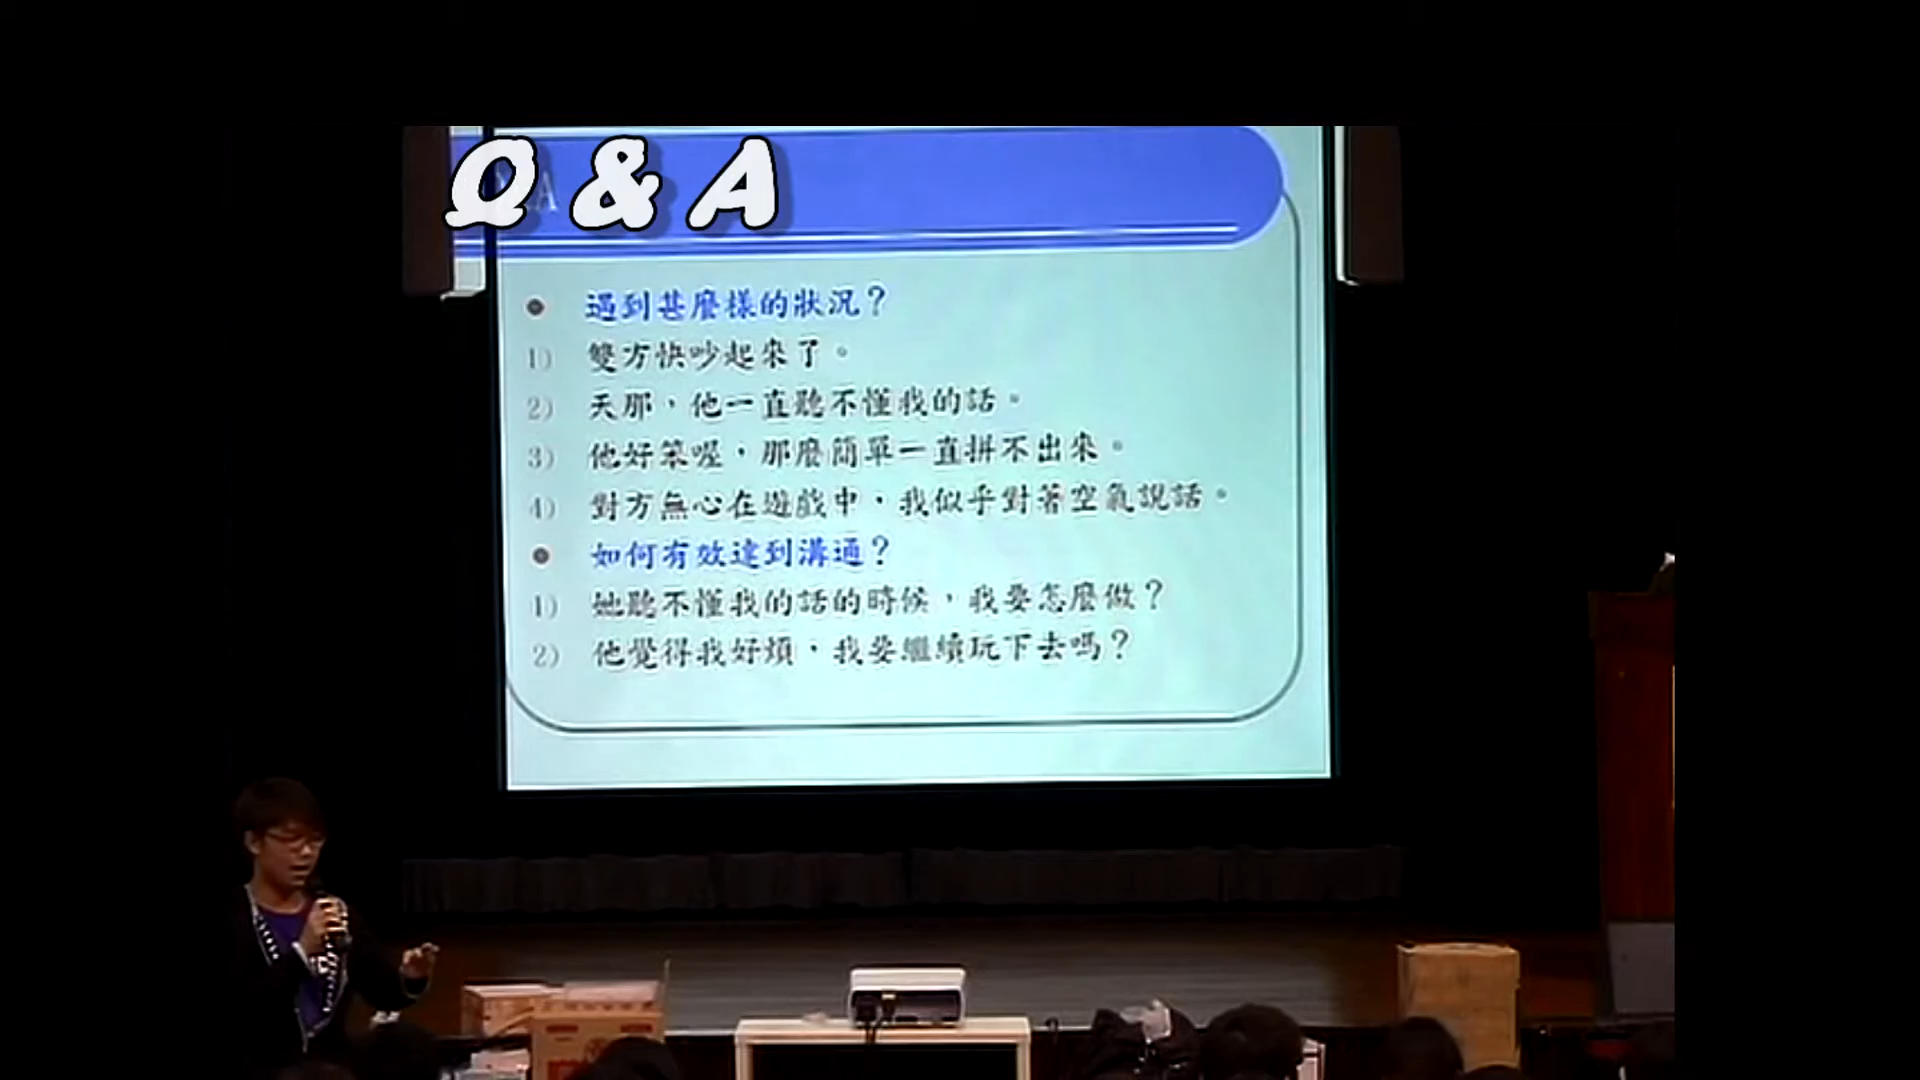 Q & A
遇到甚麼樣的狀況？
1) 雙方快吵起來了。
2) 天那，他一直聽不懂我的話。
3) 他好笨喔，那麼簡單一直拼不出來。
4) 對方無心在遊戲中，我似乎對著空氣說話。
如何有效達到溝通？
1) 她聽不懂我的話的時候，我要怎麼做？
2) 他覺得我好煩，我要繼續玩下去嗎？